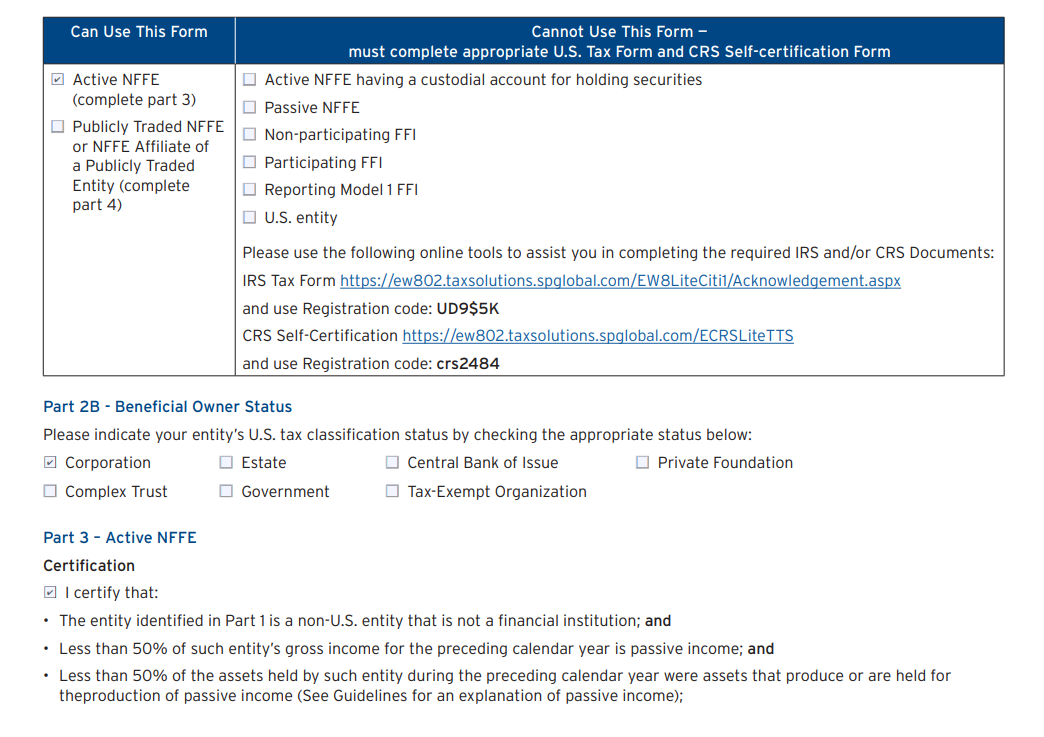 Can Use This Form
Cannot Use This Form –
must complete appropriate U.S. Tax Form and CRS Self-certification Form
Active NFFE
(complete part 3)
Publicly Traded NFFE
or NFFE Affiliate of
a Publicly Traded
Entity (complete
part 4)
Active NFFE having a custodial account for holding securities
Passive NFFE
Non-participating FFI
Participating FFI
Reporting Model 1 FFI
U.S. entity
Please use the following online tools to assist you in completing the required IRS and/or CRS Documents:
IRS Tax Form https://ew802.taxsolutions.spglobal.com/EW8LiteCiti1/Acknowledgement.aspx
and use Registration code: UD9$5K
CRS Self-Certification https://ew802.taxsolutions.spglobal.com/ECRSLiteTTS
and use Registration code: crs2484
Part 2B - Beneficial Owner Status
Please indicate your entity's U.S. tax classification status by checking the appropriate status below:
Corporation Estate Central Bank of Issue Private Foundation
Complex Trust Government Tax-Exempt Organization
Part 3 – Active NFFE
Certification
I certify that:
• The entity identified in Part 1 is a non-U.S. entity that is not a financial institution; and
• Less than 50% of such entity's gross income for the preceding calendar year is passive income; and
• Less than 50% of the assets held by such entity during the preceding calendar year were assets that produce or are held for
theproduction of passive income (See Guidelines for an explanation of passive income);